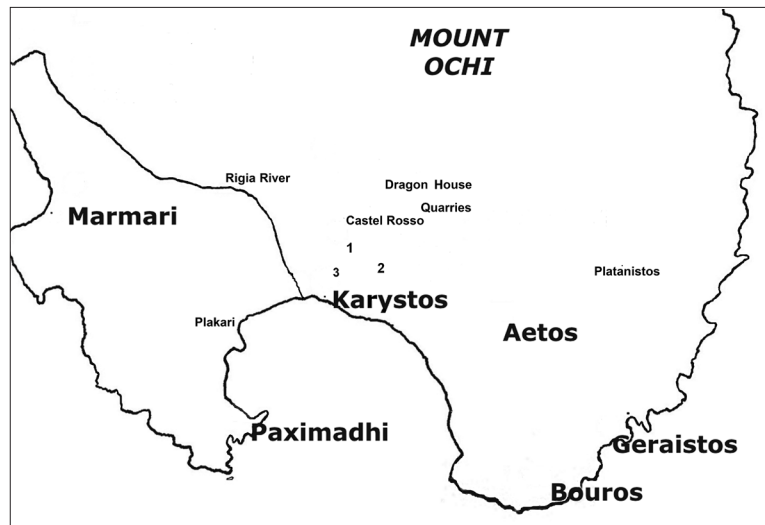 MOUNT
OCHI
Rigia River
Dragon House
Quarries
Marmari
Castel Rosso
1
2
3
Platanistos
Karystos
Plakari
Aetos
Paximadhi
Geraistos
Bouros